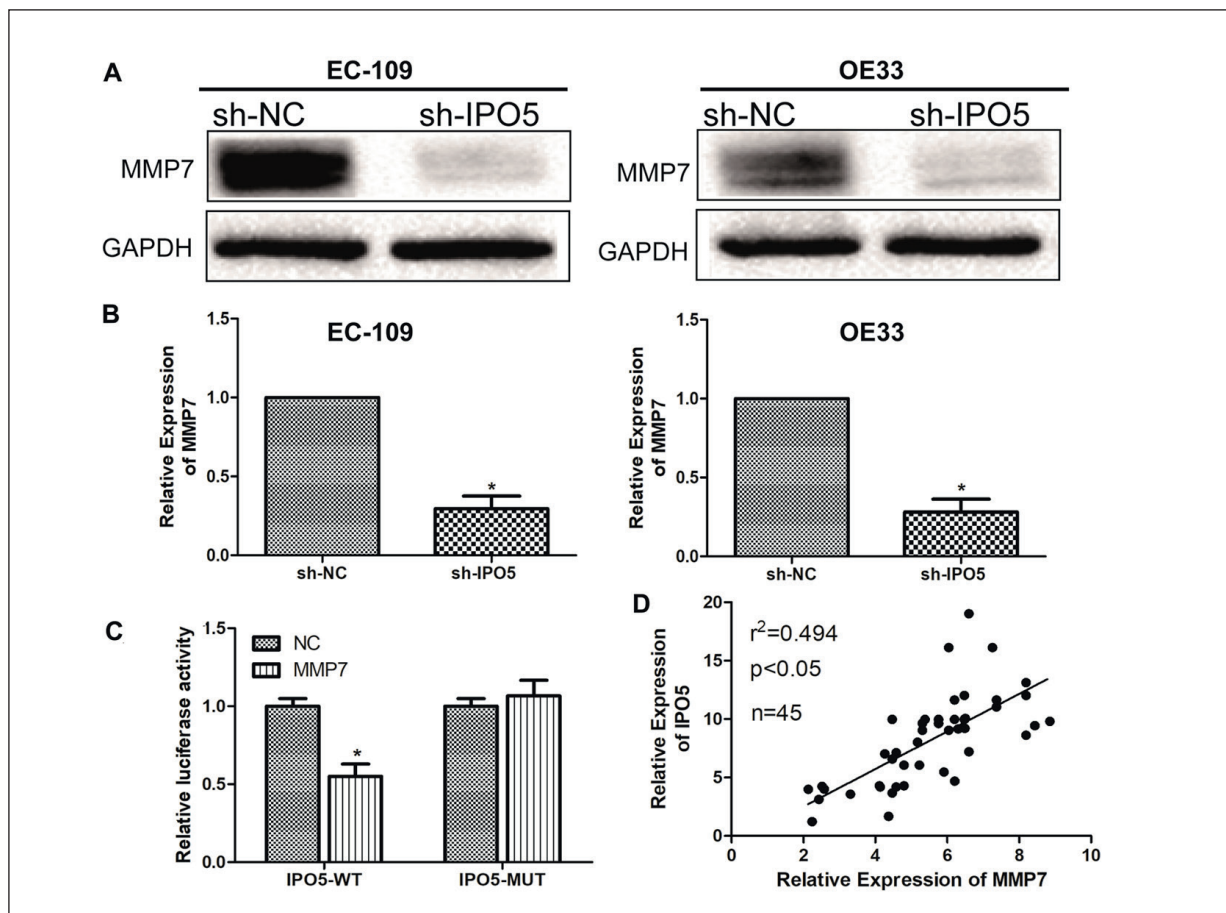 A
EC-109
sh-NC sh-IPO5
MMP7
GAPDH
OE33
sh-NC sh-IPO5
MMP7
GAPDH
B
EC-109
Relative Expression
of MMP7
1.5
1.0
0.5
0.0
*
sh-NC sh-IPO5
OE33
Relative Expression
of MMP7
1.5
1.0
0.5
0.0
*
sh-NC sh-IPO5
C
Relative luciferase activity
1.5
1.0
0.5
0.0
NC
MMP7
*
IPO5-WT IPO5-MUT
D
Relative Expression
of IPO5
20
15
10
5
0
r²=0.494
p<0.05
n=45
0 2 4 6 8 10
Relative Expression of MMP7